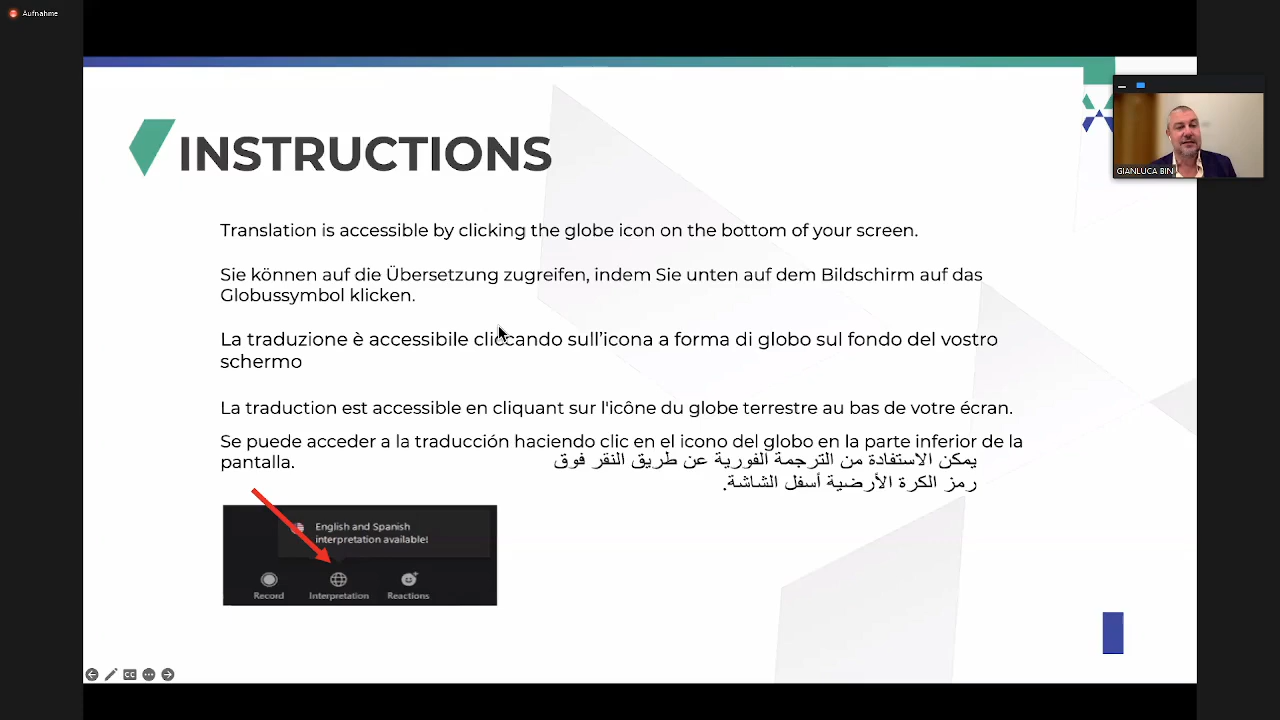 Aufnahme
INSTRUCTIONS
GIANLUCA BIN
Translation is accessible by clicking the globe icon on the bottom of your screen.
Sie können auf die Übersetzung zugreifen, indem Sie unten auf dem Bildschirm auf das
Globussymbol klicken.
La traduzione è accessibile cliccando sull'icona a forma di globo sul fondo del vostro
schermo
La traduction est accessible en cliquant sur l'icône du globe terrestre au bas de votre écran.
Se puede acceder a la traducción haciendo clic en el icono del globo en la parte inferior de la
pantalla.
يمكن الاستفادة من الترجمة الفورية عن طريق النقر فوق
رمز الكرة الأرضية أسفل الشاشة.
English and Spanish
interpretation available!
Record
Interpretation
Reactions
CC